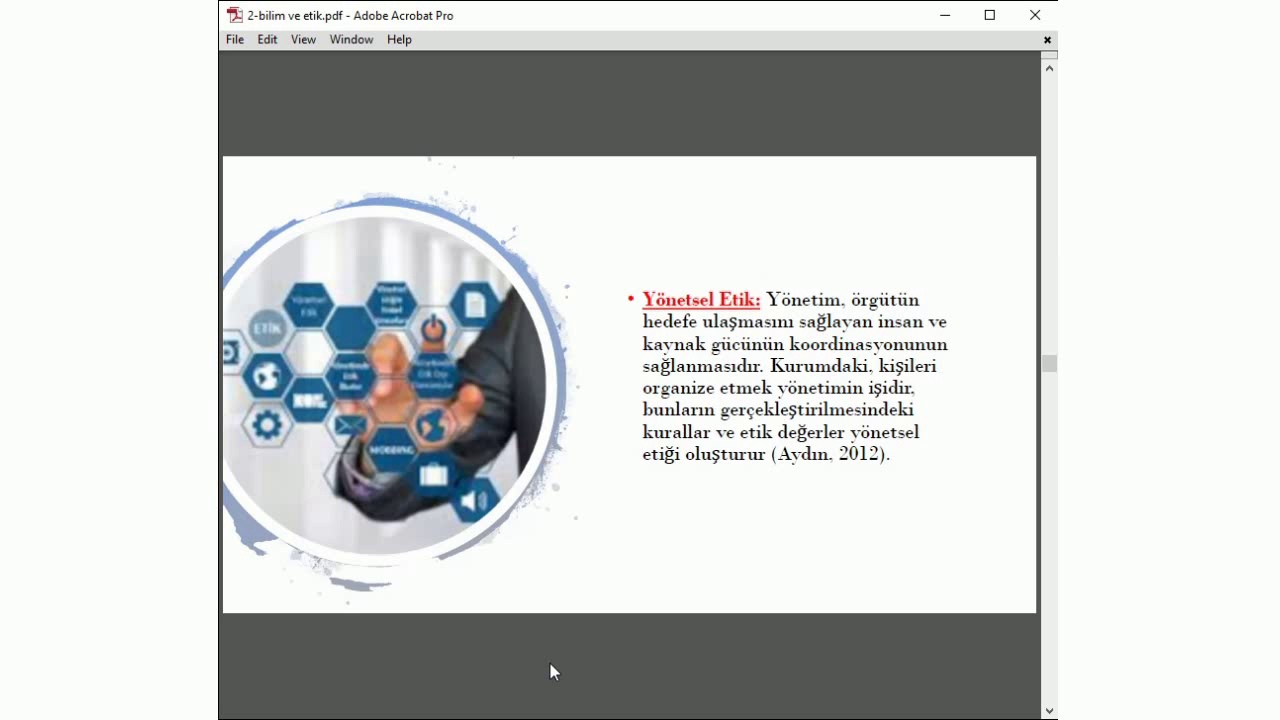 2-bilim ve etik.pdf - Adobe Acrobat Pro
File Edit View Window Help
• Yönetsel Etik: Yönetim, örgütün
hedefe ulaşmasını sağlayan insan ve
kaynak gücünün koordinasyonunun
sağlanmasıdır. Kurumdaki, kişileri
organize etmek yönetimin işidir,
bunların gerçekleştirilmesindeki
kurallar ve etik değerler yönetsel
etiği oluşturur (Aydın, 2012).
ETİK
MOBBING